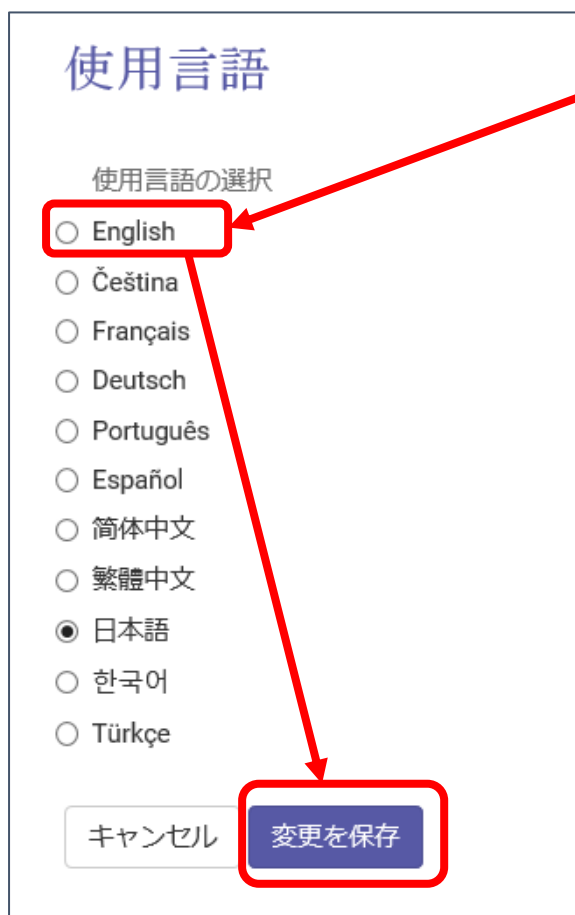 使用言語
使用言語の選択
English
Čeština
Français
Deutsch
Português
Español
简体中文
繁體中文
日本語
한국어
Türkçe
キャンセル 変更を保存